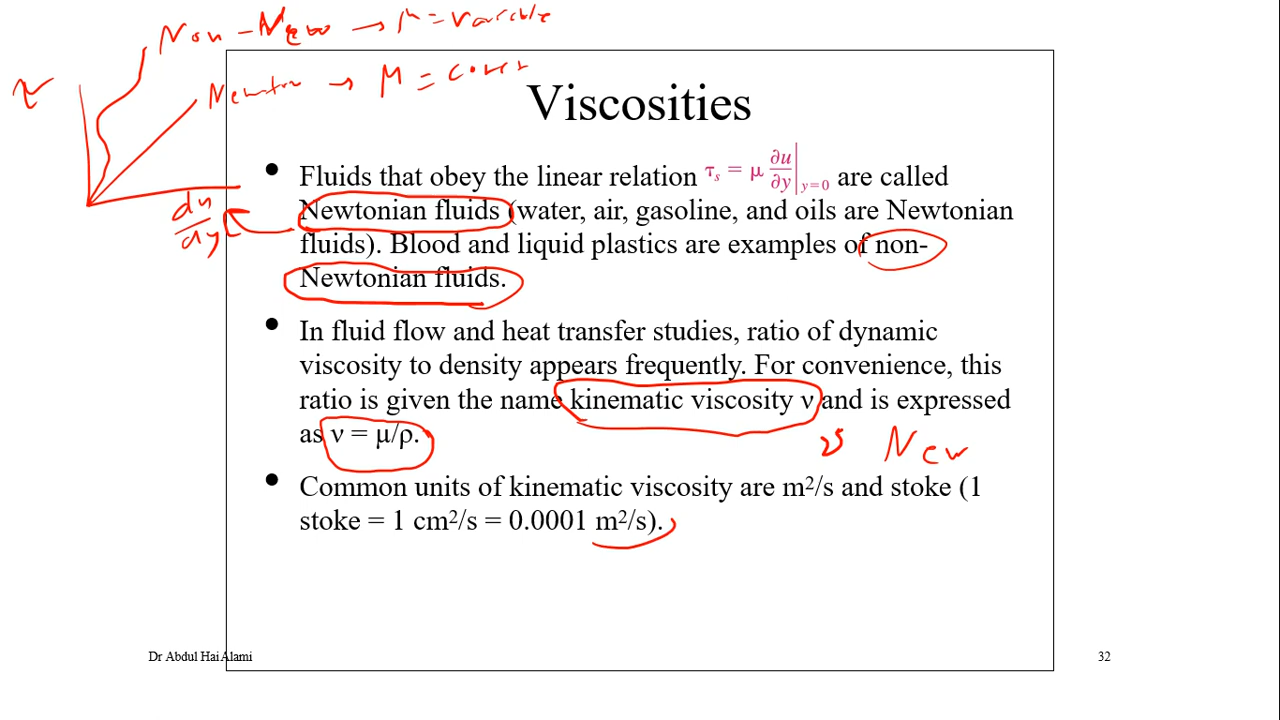 Non-New → μ = variable
τ
Newton → μ = const
Viscosities
• Fluids that obey the linear relation τs = μ ∂u/∂y|y=0 are called
Newtonian fluids (water, air, gasoline, and oils are Newtonian
du/dy
fluids). Blood and liquid plastics are examples of non-
Newtonian fluids.
• In fluid flow and heat transfer studies, ratio of dynamic
viscosity to density appears frequently. For convenience, this
ratio is given the name kinematic viscosity ν and is expressed
as ν = μ/ρ.
New
• Common units of kinematic viscosity are m²/s and stoke (1
stoke = 1 cm²/s = 0.0001 m²/s).
Dr Abdul Hai Alami
32